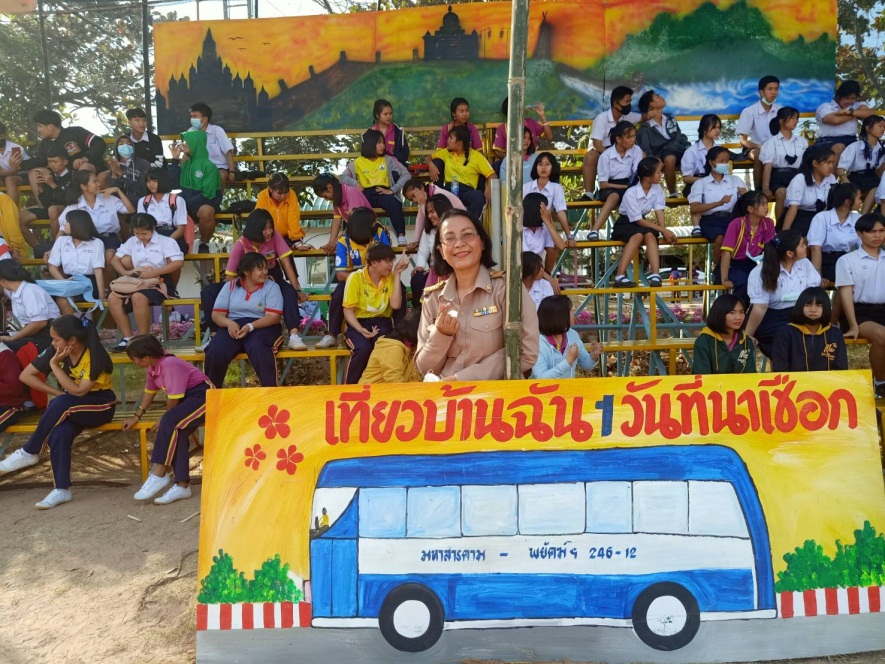 เที่ยวบ้านฉัน 1 วันที่นาเชือก
มหาสารคาม - พยัคฆ์ฯ 246-12